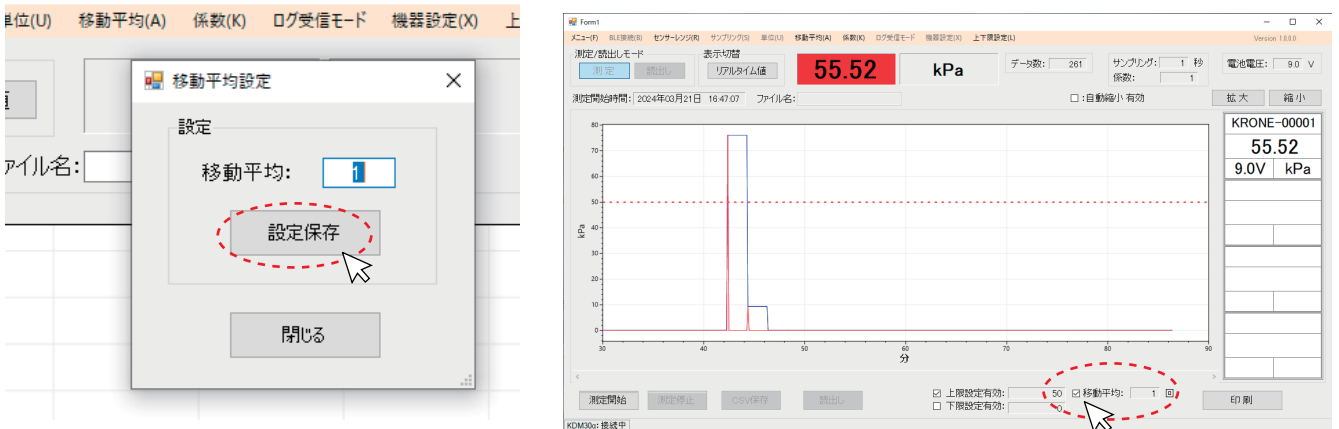 移動平均(A) 係数(K) ログ受信モード 機器設定(X)
移動平均設定
設定
移動平均: 1
設定保存
閉じる
ァイル名:
Form1
メニュー(F) BLE接続(B) センサーレンジ(R) サンプリング(S) 単位(U) 移動平均(A) 係数(K) ログ受信モード 機器設定(X) 上下限設定(L) Version 1.0.0.0
測定/読出しモード 表示切替
測定 読出し リアルタイム値 55.52 kPa データ数: 261 サンプリング: 1 秒 電池電圧: 9.0 V
係数: 1
測定開始時間: 2024年03月21日 16:47:07 ファイル名: :自動縮小 有効 拡大 縮小
KRONE-00001
55.52
9.0V kPa
80
70
60
50
40
30
20
10
0
kPa
30 40 50 60 70 80 90
分
測定開始 測定停止 CSV保存 読出し 上限設定有効: 50 移動平均: 1 回 印刷
下限設定有効: 0
KDM30α: 接続中